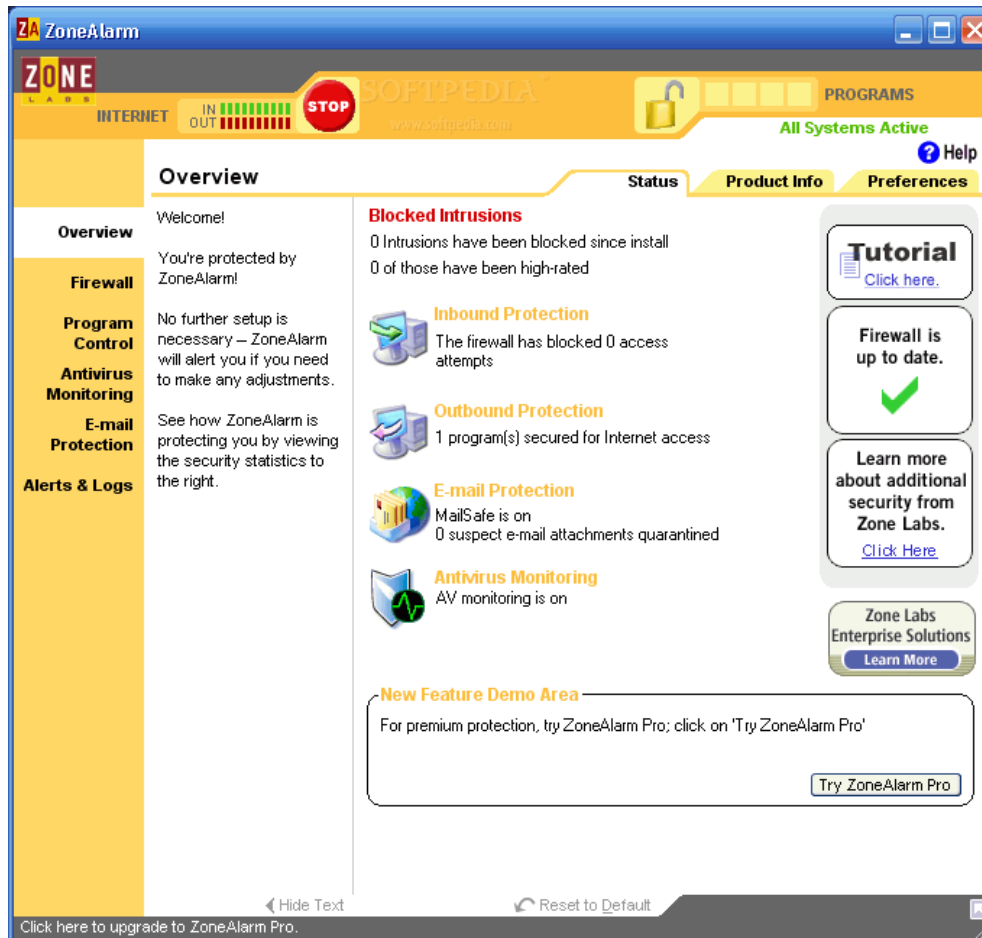 ZA ZoneAlarm
ZONE
LABS
INTERNET
IN
OUT
STOP
SOFTPEDIA
www.softpedia.com
PROGRAMS
All Systems Active
? Help
Overview
Status
Product Info
Preferences
Overview
Firewall
Program
Control
Antivirus
Monitoring
E-mail
Protection
Alerts & Logs
Welcome!
You're protected by
ZoneAlarm!
No further setup is
necessary – ZoneAlarm
will alert you if you need
to make any adjustments.
See how ZoneAlarm is
protecting you by viewing
the security statistics to
the right.
Blocked Intrusions
0 Intrusions have been blocked since install
0 of those have been high-rated
Inbound Protection
The firewall has blocked 0 access
attempts
Outbound Protection
1 program(s) secured for Internet access
E-mail Protection
MailSafe is on
0 suspect e-mail attachments quarantined
Antivirus Monitoring
AV monitoring is on
Tutorial
Click here.
Firewall is
up to date.
Learn more
about additional
security from
Zone Labs.
Click Here
Zone Labs
Enterprise Solutions
Learn More
New Feature Demo Area
For premium protection, try ZoneAlarm Pro; click on 'Try ZoneAlarm Pro'
Try ZoneAlarm Pro
Hide Text
Reset to Default
Click here to upgrade to ZoneAlarm Pro.